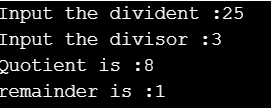 Input the divident :25
Input the divisor :3
Quotient is :8
remainder is :1